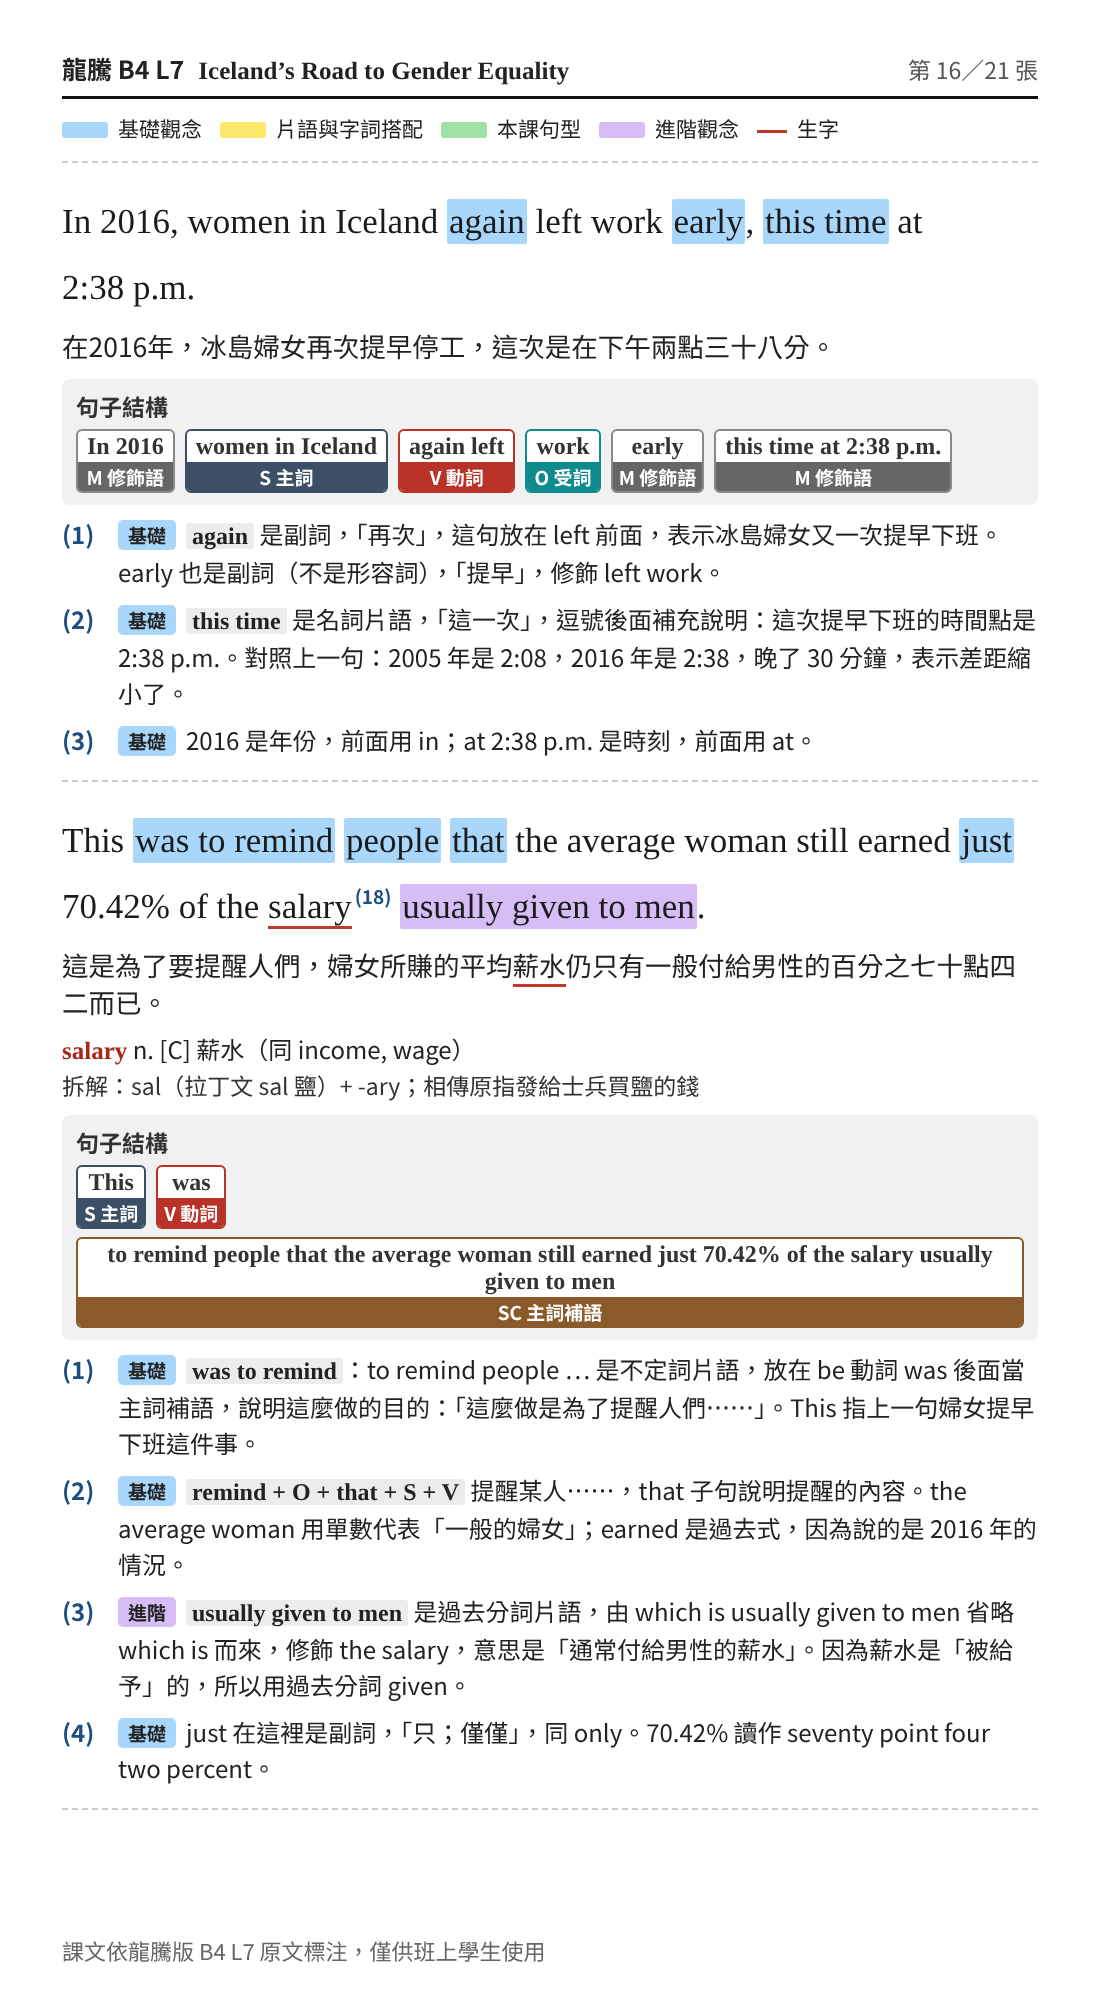 龍騰 B4 L7 Iceland’s Road to Gender Equality 第 16／21 張
基礎觀念 片語與字詞搭配 本課句型 進階觀念 生字
In 2016, women in Iceland again left work early, this time at
2:38 p.m.
在2016年，冰島婦女再次提早停工，這次是在下午兩點三十八分。
句子結構
In 2016 women in Iceland again left work early this time at 2:38 p.m.
M 修飾語 S 主詞 V 動詞 O 受詞 M 修飾語 M 修飾語
(1) 基礎 again 是副詞，「再次」，這句放在 left 前面，表示冰島婦女又一次提早下班。
early 也是副詞（不是形容詞），「提早」，修飾 left work。
(2) 基礎 this time 是名詞片語，「這一次」，逗號後面補充說明：這次提早下班的時間點是
2:38 p.m.。對照上一句：2005 年是 2:08，2016 年是 2:38，晚了 30 分鐘，表示差距縮
小了。
(3) 基礎 2016 是年份，前面用 in；at 2:38 p.m. 是時刻，前面用 at。
This was to remind people that the average woman still earned just
70.42% of the salary(18) usually given to men.
這是為了要提醒人們，婦女所賺的平均薪水仍只有一般付給男性的百分之七十點四
二而已。
salary n. [C] 薪水（同 income, wage）
拆解：sal（拉丁文 sal 鹽）+ -ary；相傳原指發給士兵買鹽的錢
句子結構
This was
S 主詞 V 動詞
to remind people that the average woman still earned just 70.42% of the salary usually
given to men
SC 主詞補語
(1) 基礎 was to remind：to remind people … 是不定詞片語，放在 be 動詞 was 後面當
主詞補語，說明這麼做的目的：「這麼做是為了提醒人們⋯⋯」。This 指上一句婦女提早
下班這件事。
(2) 基礎 remind + O + that + S + V 提醒某人⋯⋯，that 子句說明提醒的內容。the
average woman 用單數代表「一般的婦女」；earned 是過去式，因為說的是 2016 年的
情況。
(3) 進階 usually given to men 是過去分詞片語，由 which is usually given to men 省略
which is 而來，修飾 the salary，意思是「通常付給男性的薪水」。因為薪水是「被給
予」的，所以用過去分詞 given。
(4) 基礎 just 在這裡是副詞，「只；僅僅」，同 only。70.42% 讀作 seventy point four
two percent。
課文依龍騰版 B4 L7 原文標注，僅供班上學生使用